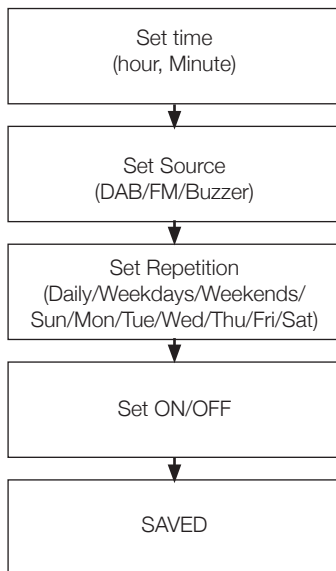 Set time
(hour, Minute)
Set Source
(DAB/FM/Buzzer)
Set Repetition
(Daily/Weekdays/Weekends/
Sun/Mon/Tue/Wed/Thu/Fri/Sat)
Set ON/OFF
SAVED